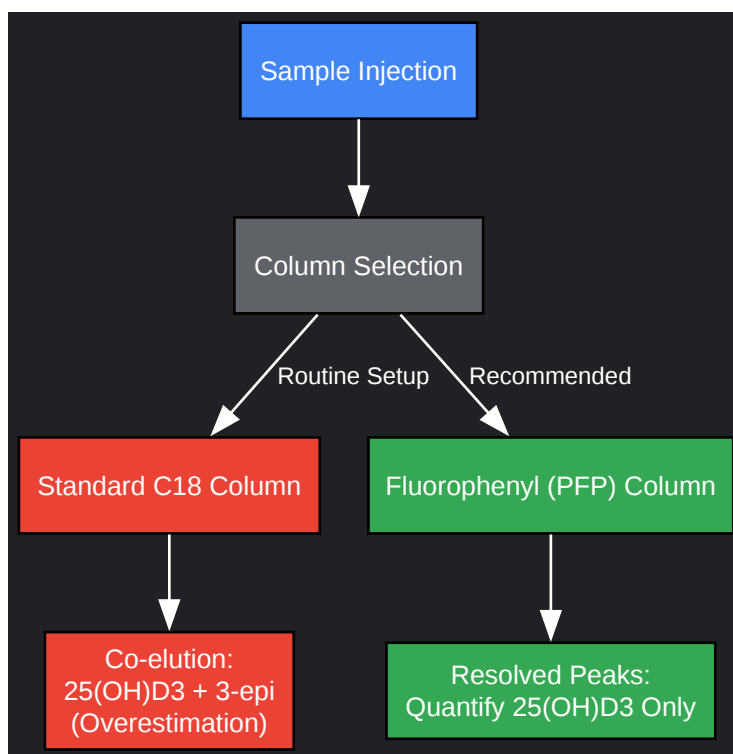 Sample Injection
Column Selection
Routine Setup
Recommended
Standard C18 Column
Fluorophenyl (PFP) Column
Co-elution:
25(OH)D3 + 3-epi
(Overestimation)
Resolved Peaks:
Quantify 25(OH)D3 Only